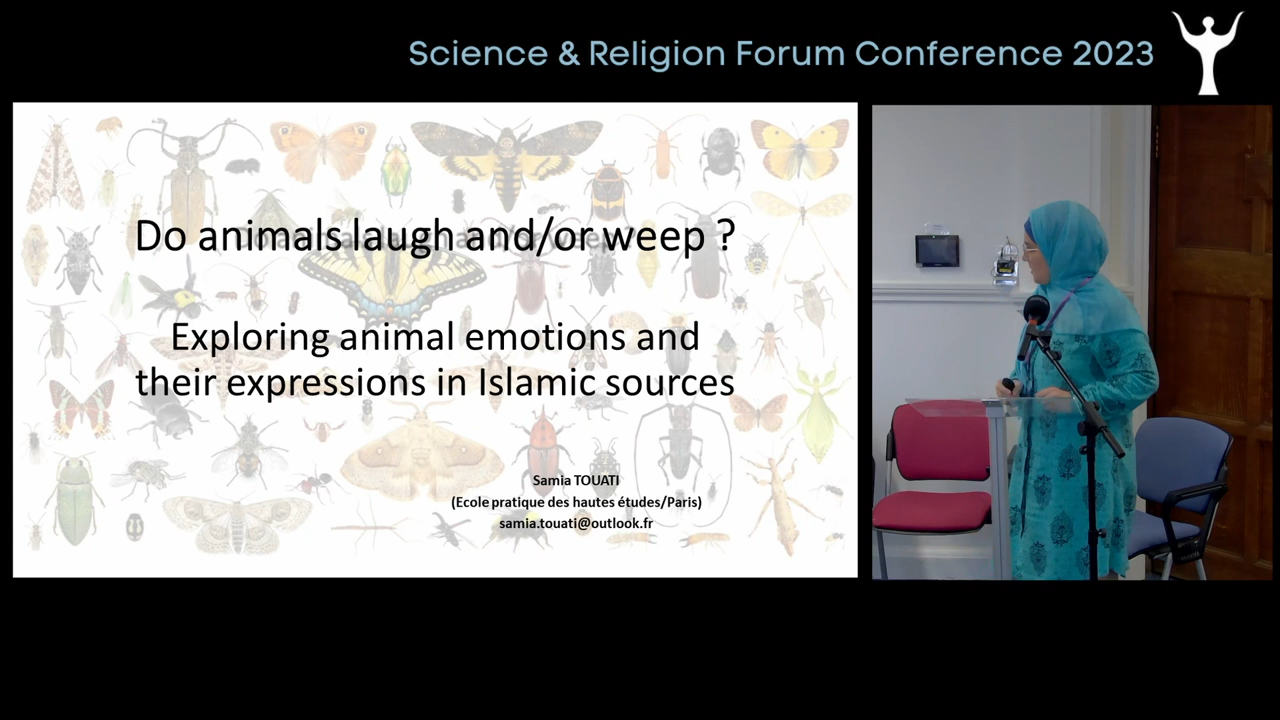 Science & Religion Forum Conference 2023
Do animals laugh and/or weep ?
Exploring animal emotions and
their expressions in Islamic sources
Samia TOUATI
(Ecole pratique des hautes études/Paris)
samia.touati@outlook.fr